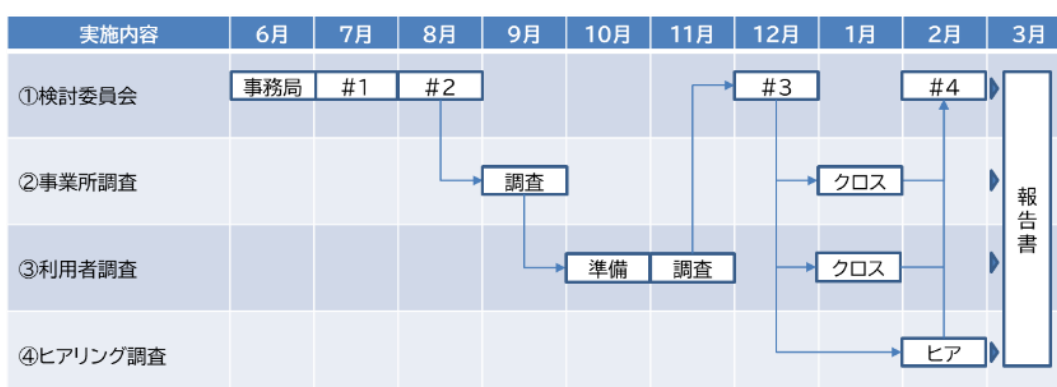 実施内容 6月 7月 8月 9月 10月 11月 12月 1月 2月 3月
①検討委員会 事務局 #1 #2 #3 #4
②事業所調査 調査 クロス
③利用者調査 準備 調査 クロス
④ヒアリング調査 ヒア
報告書